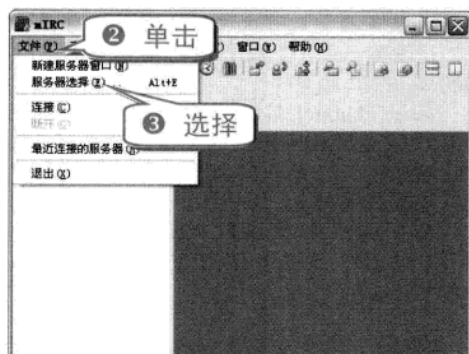 mIRC
文件(F) ❷ 单击 ) 窗口(W) 帮助(H)
新建服务器窗口(N)
服务器选择(E)... Alt+E
连接(C) ❸ 选择
断开(C)
最近连接的服务器(R)
退出(X)